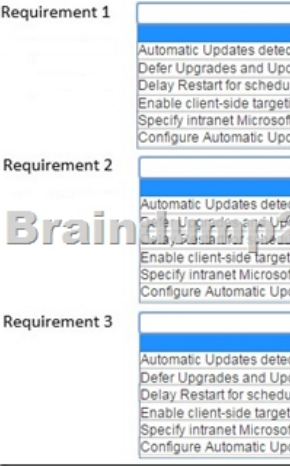 Requirement 1
Automatic Updates detec
Defer Upgrades and Upd
Delay Restart for schedu
Enable client-side targeti
Specify intranet Microsof
Configure Automatic Upd
Requirement 2
Automatic Updates detec
Braindump
Enable client-side target
Specify intranet Microsof
Configure Automatic Upd
Requirement 3
Automatic Updates detec
Defer Upgrades and Upd
Delay Restart for schedu
Enable client-side target
Specify intranet Microsof
Configure Automatic Upd